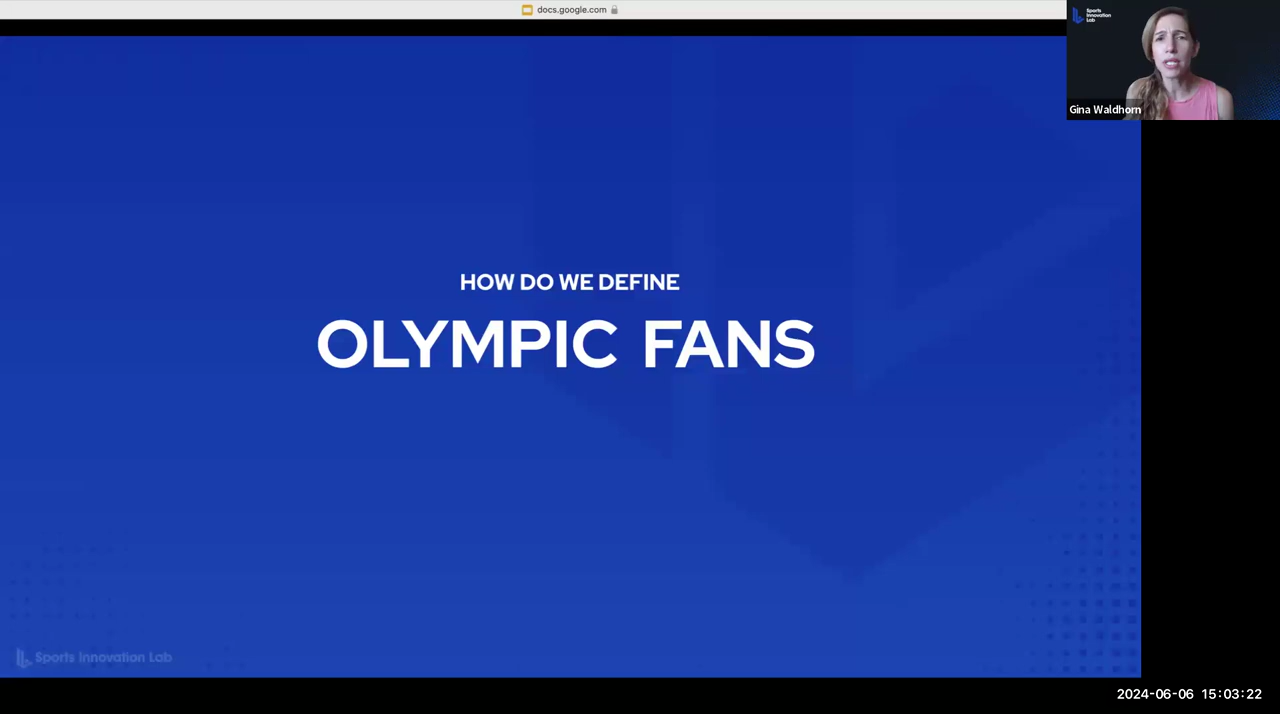 docs.google.com
Sports
Innovation
Lab
Gina Waldhorn
HOW DO WE DEFINE
OLYMPIC FANS
Sports Innovation Lab
2024-06-06 15:03:22